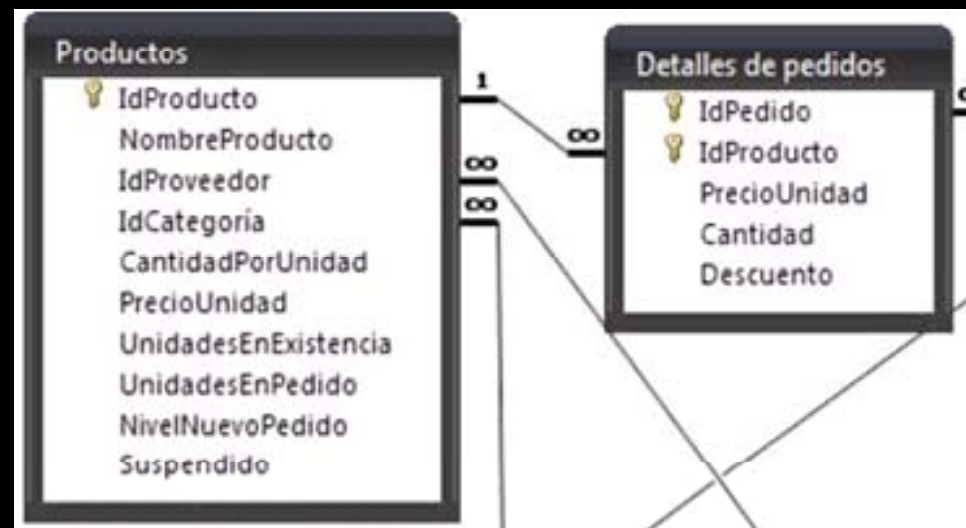 Productos
IdProducto
NombreProducto
IdProveedor
IdCategoría
CantidadPorUnidad
PrecioUnidad
UnidadesEnExistencia
UnidadesEnPedido
NivelNuevoPedido
Suspendido
1
∞
∞
∞
Detalles de pedidos
IdPedido
IdProducto
PrecioUnidad
Cantidad
Descuento